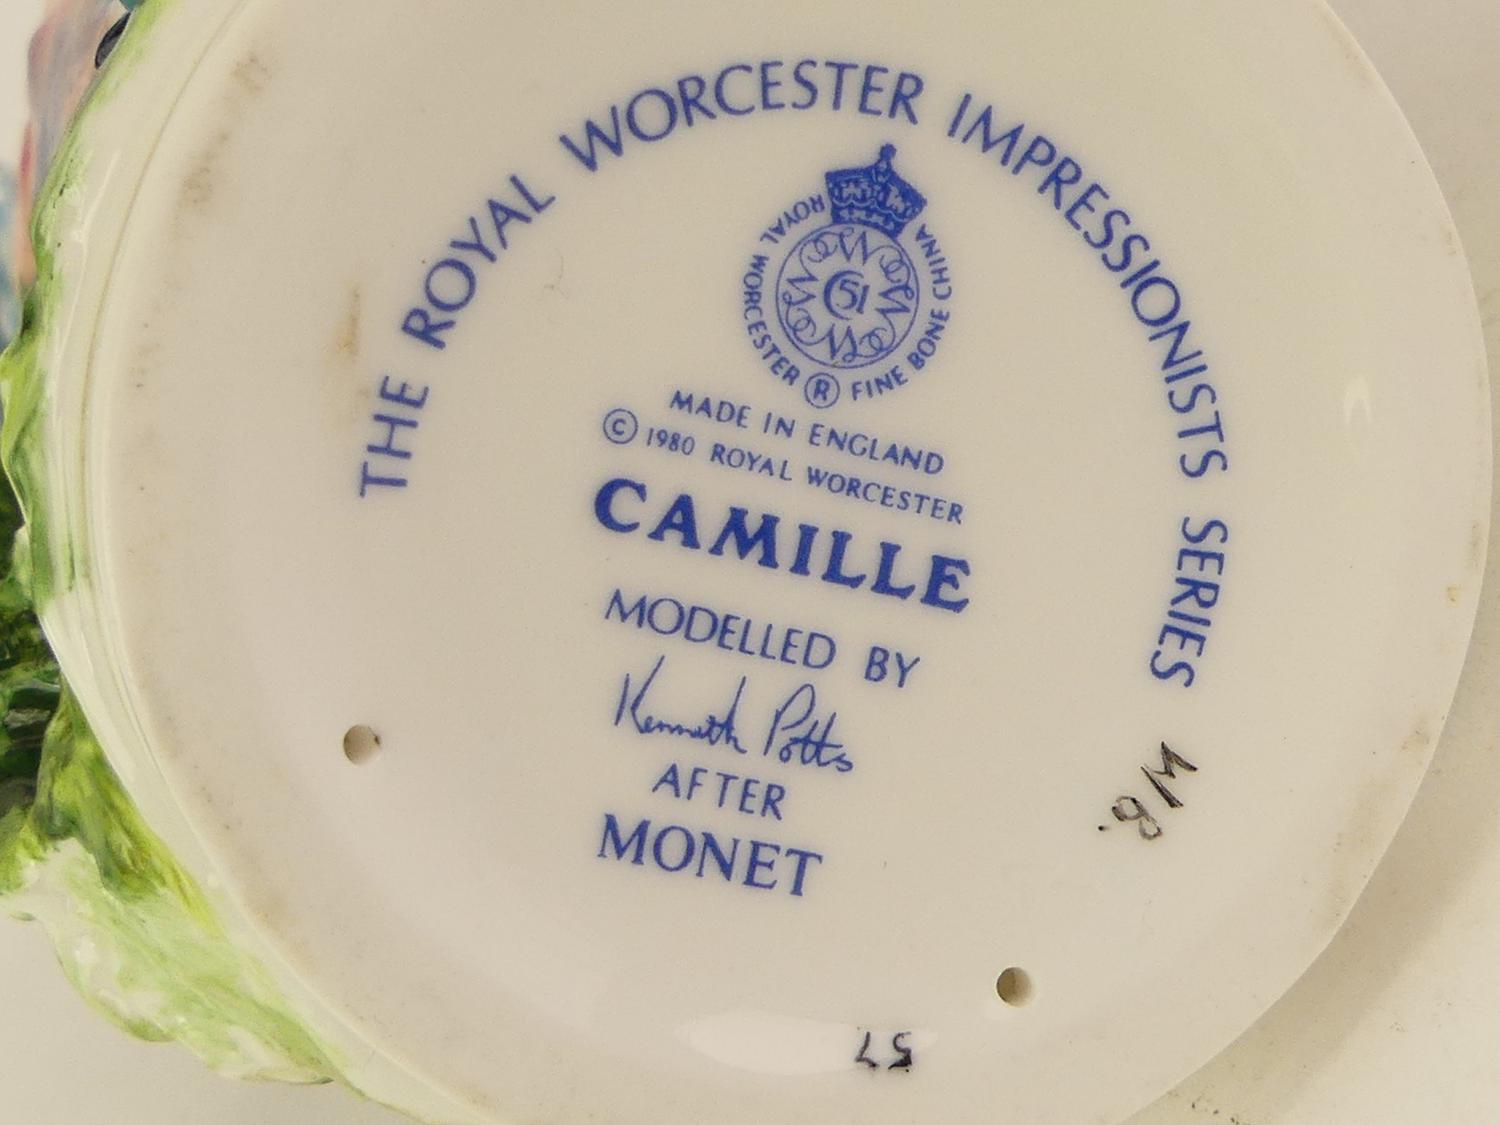 THE ROYAL WORCESTER IMPRESSIONISTS SERIES
ROYAL WORCESTER ® FINE BONE CHINA
C 51
MADE IN ENGLAND
© 1980 ROYAL WORCESTER
CAMILLE
MODELLED BY
Kenneth Potts
AFTER
MONET
WB.
57